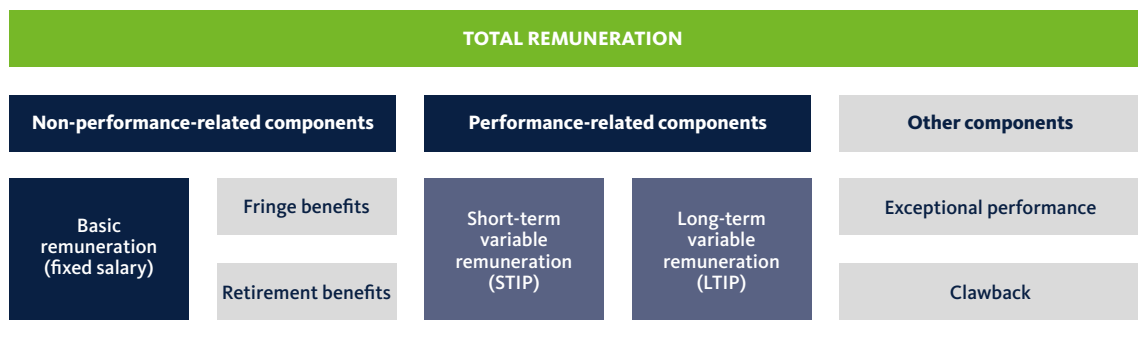 TOTAL REMUNERATION
Non-performance-related components
Performance-related components
Other components
Basic
remuneration
(fixed salary)
Fringe benefits
Retirement benefits
Short-term
variable
remuneration
(STIP)
Long-term
variable
remuneration
(LTIP)
Exceptional performance
Clawback